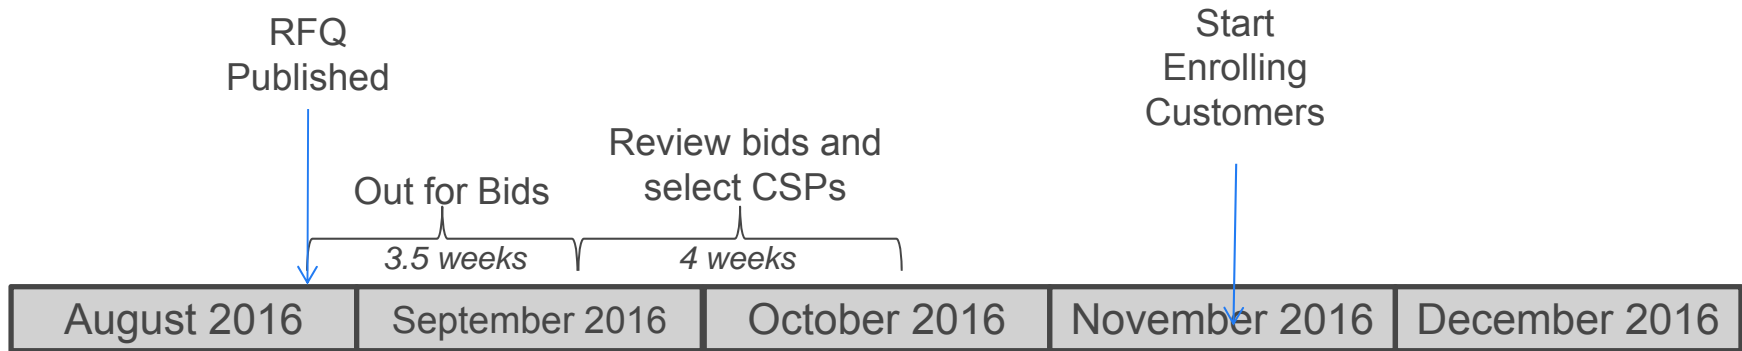 RFQ
Published
Start
Enrolling
Customers
Review bids and
select CSPs
Out for Bids
3.5 weeks
4 weeks
August 2016
September 2016
October 2016
November 2016
December 2016